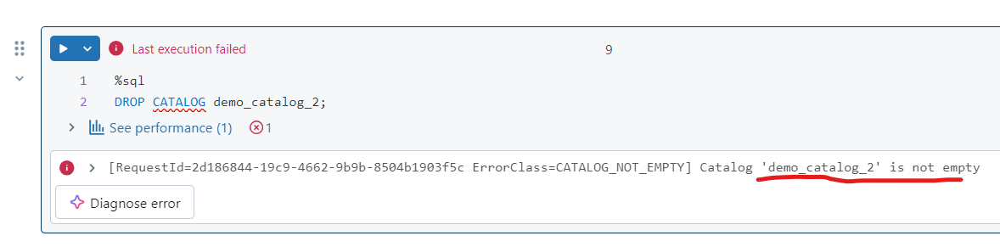 Last execution failed
9
1 %sql
2 DROP CATALOG demo_catalog_2;
See performance (1) 1
[RequestId=2d186844-19c9-4662-9b9b-8504b1903f5c ErrorClass=CATALOG_NOT_EMPTY] Catalog 'demo_catalog_2' is not empty
Diagnose error